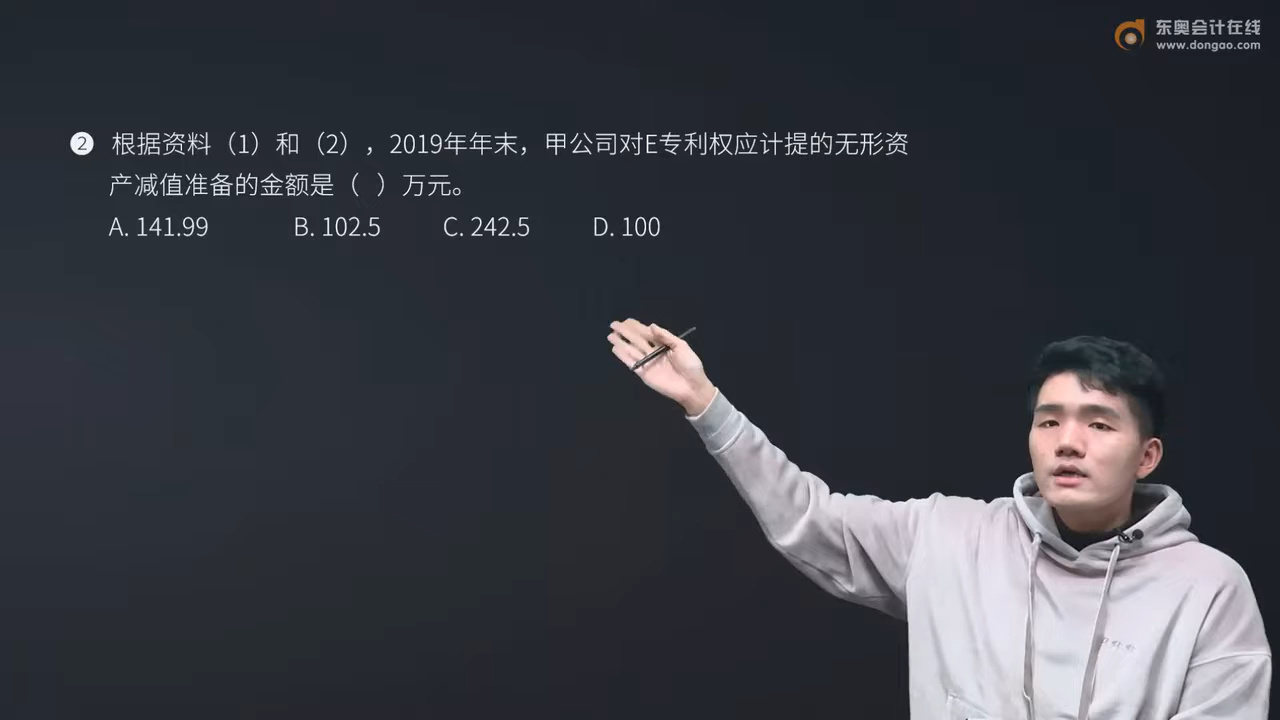 东奥会计在线
www.dongao.com
❷ 根据资料（1）和（2），2019年年末，甲公司对E专利权应计提的无形资
产减值准备的金额是（ ）万元。
A. 141.99 B. 102.5 C. 242.5 D. 100